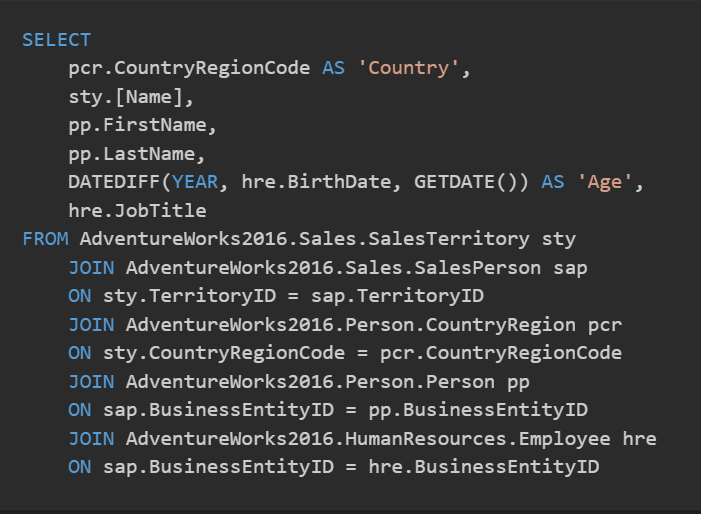 SELECT
pcr.CountryRegionCode AS 'Country',
sty.[Name],
pp.FirstName,
pp.LastName,
DATEDIFF(YEAR, hre.BirthDate, GETDATE()) AS 'Age',
hre.JobTitle
FROM AdventureWorks2016.Sales.SalesTerritory sty
JOIN AdventureWorks2016.Sales.SalesPerson sap
ON sty.TerritoryID = sap.TerritoryID
JOIN AdventureWorks2016.Person.CountryRegion pcr
ON sty.CountryRegionCode = pcr.CountryRegionCode
JOIN AdventureWorks2016.Person.Person pp
ON sap.BusinessEntityID = pp.BusinessEntityID
JOIN AdventureWorks2016.HumanResources.Employee hre
ON sap.BusinessEntityID = hre.BusinessEntityID